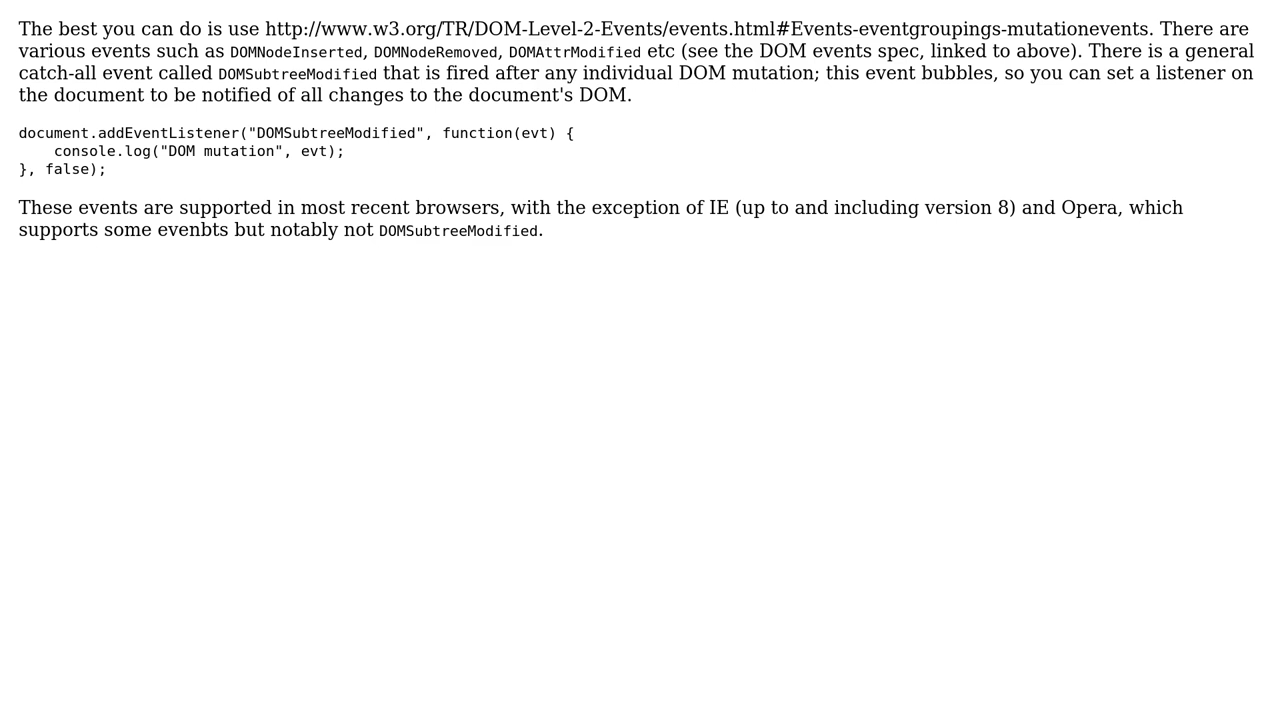 The best you can do is use http://www.w3.org/TR/DOM-Level-2-Events/events.html#Events-eventgroupings-mutationevents. There are
various events such as DOMNodeInserted, DOMNodeRemoved, DOMAttrModified etc (see the DOM events spec, linked to above). There is a general
catch-all event called DOMSubtreeModified that is fired after any individual DOM mutation; this event bubbles, so you can set a listener on
the document to be notified of all changes to the document's DOM.
document.addEventListener("DOMSubtreeModified", function(evt) {
    console.log("DOM mutation", evt);
}, false);
These events are supported in most recent browsers, with the exception of IE (up to and including version 8) and Opera, which
supports some evenbts but notably not DOMSubtreeModified.